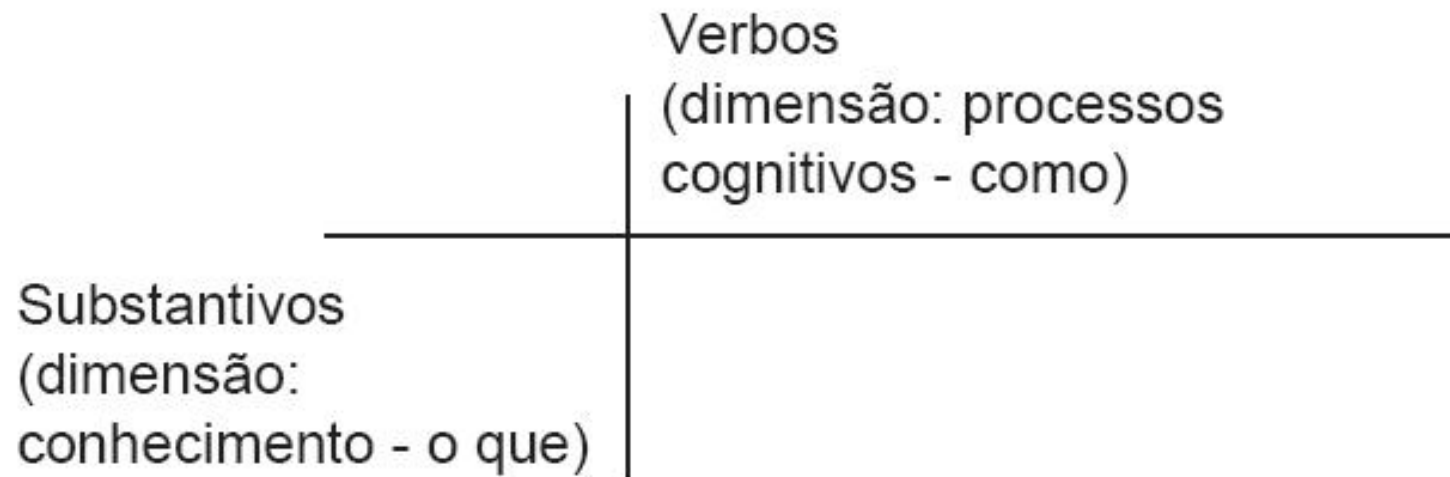 Verbos
(dimensão: processos
cognitivos - como)
Substantivos
(dimensão:
conhecimento - o que)